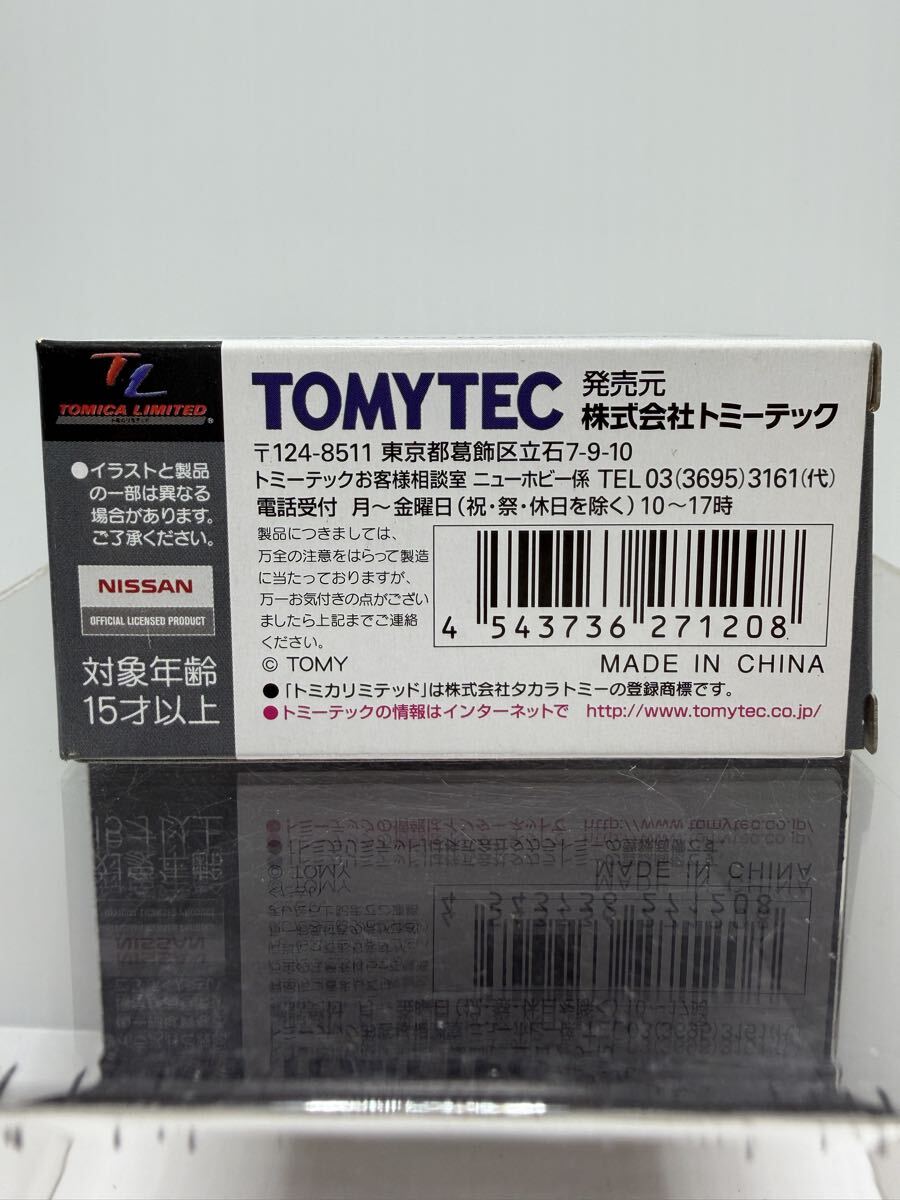 TL
TOMICA LIMITED
®
●イラストと製品
の一部は異なる
場合があります。
ご了承ください。
NISSAN
OFFICIAL LICENSED PRODUCT
対象年齢
15才以上
TOMYTEC 発売元
株式会社トミーテック
〒124-8511 東京都葛飾区立石7-9-10
トミーテックお客様相談室 ニューホビー係 TEL 03(3695)3161(代)
電話受付 月～金曜日(祝・祭・休日を除く)10～17時
製品につきましては、
万全の注意をはらって製造
に当たっておりますが、
万一お気付きの点がござい
ましたら上記までご連絡
ください。
4 543736 271208
© TOMY MADE IN CHINA
●「トミカリミテッド」は株式会社タカラトミーの登録商標です。
●トミーテックの情報はインターネットで http://www.tomytec.co.jp/